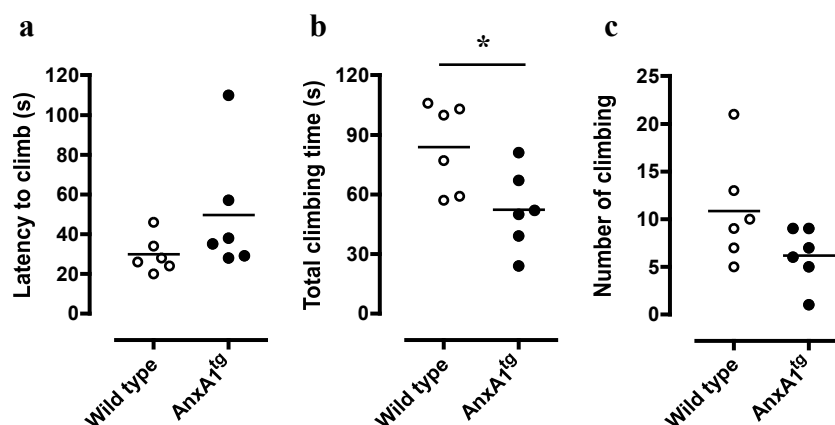 a
Latency to climb (s)
120
100
80
60
40
20
0
Wild type
AnxA1tg
b
*
Total climbing time (s)
120
90
60
30
0
Wild type
AnxA1tg
c
Number of climbing
25
20
15
10
5
0
Wild type
AnxA1tg